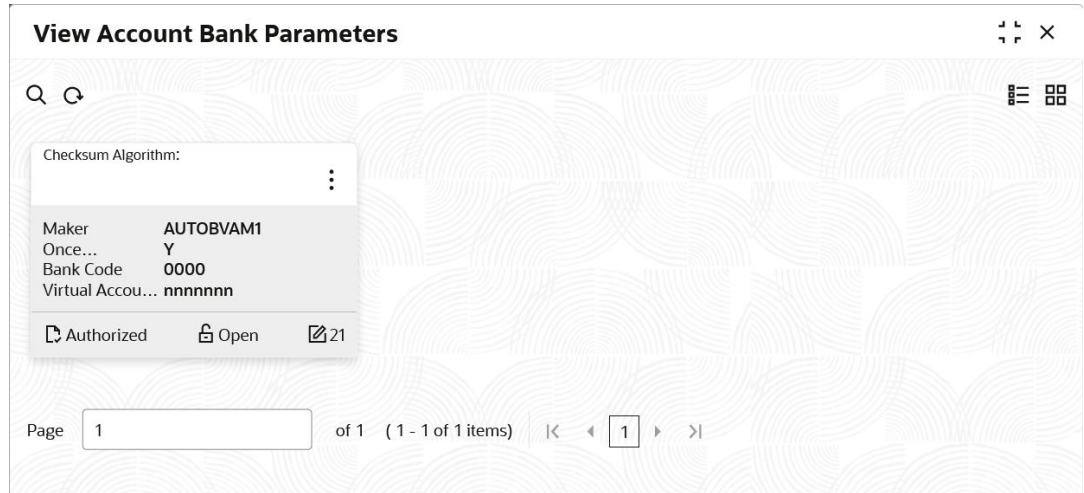 View Account Bank Parameters
Checksum Algorithm:
Maker AUTOBVAM1
Once... Y
Bank Code 0000
Virtual Accou... nnnnnnn
Authorized Open 21
Page 1 of 1 ( 1 - 1 of 1 items) 1